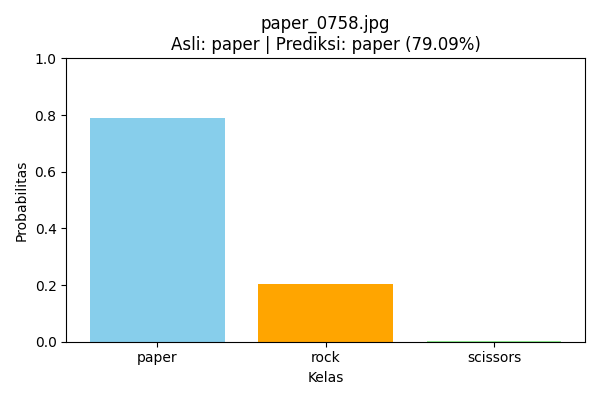 paper_0758.jpg
Asli: paper | Prediksi: paper (79.09%)
1.0
0.8
0.6
0.4
0.2
0.0
Probabilitas
paper rock scissors
Kelas